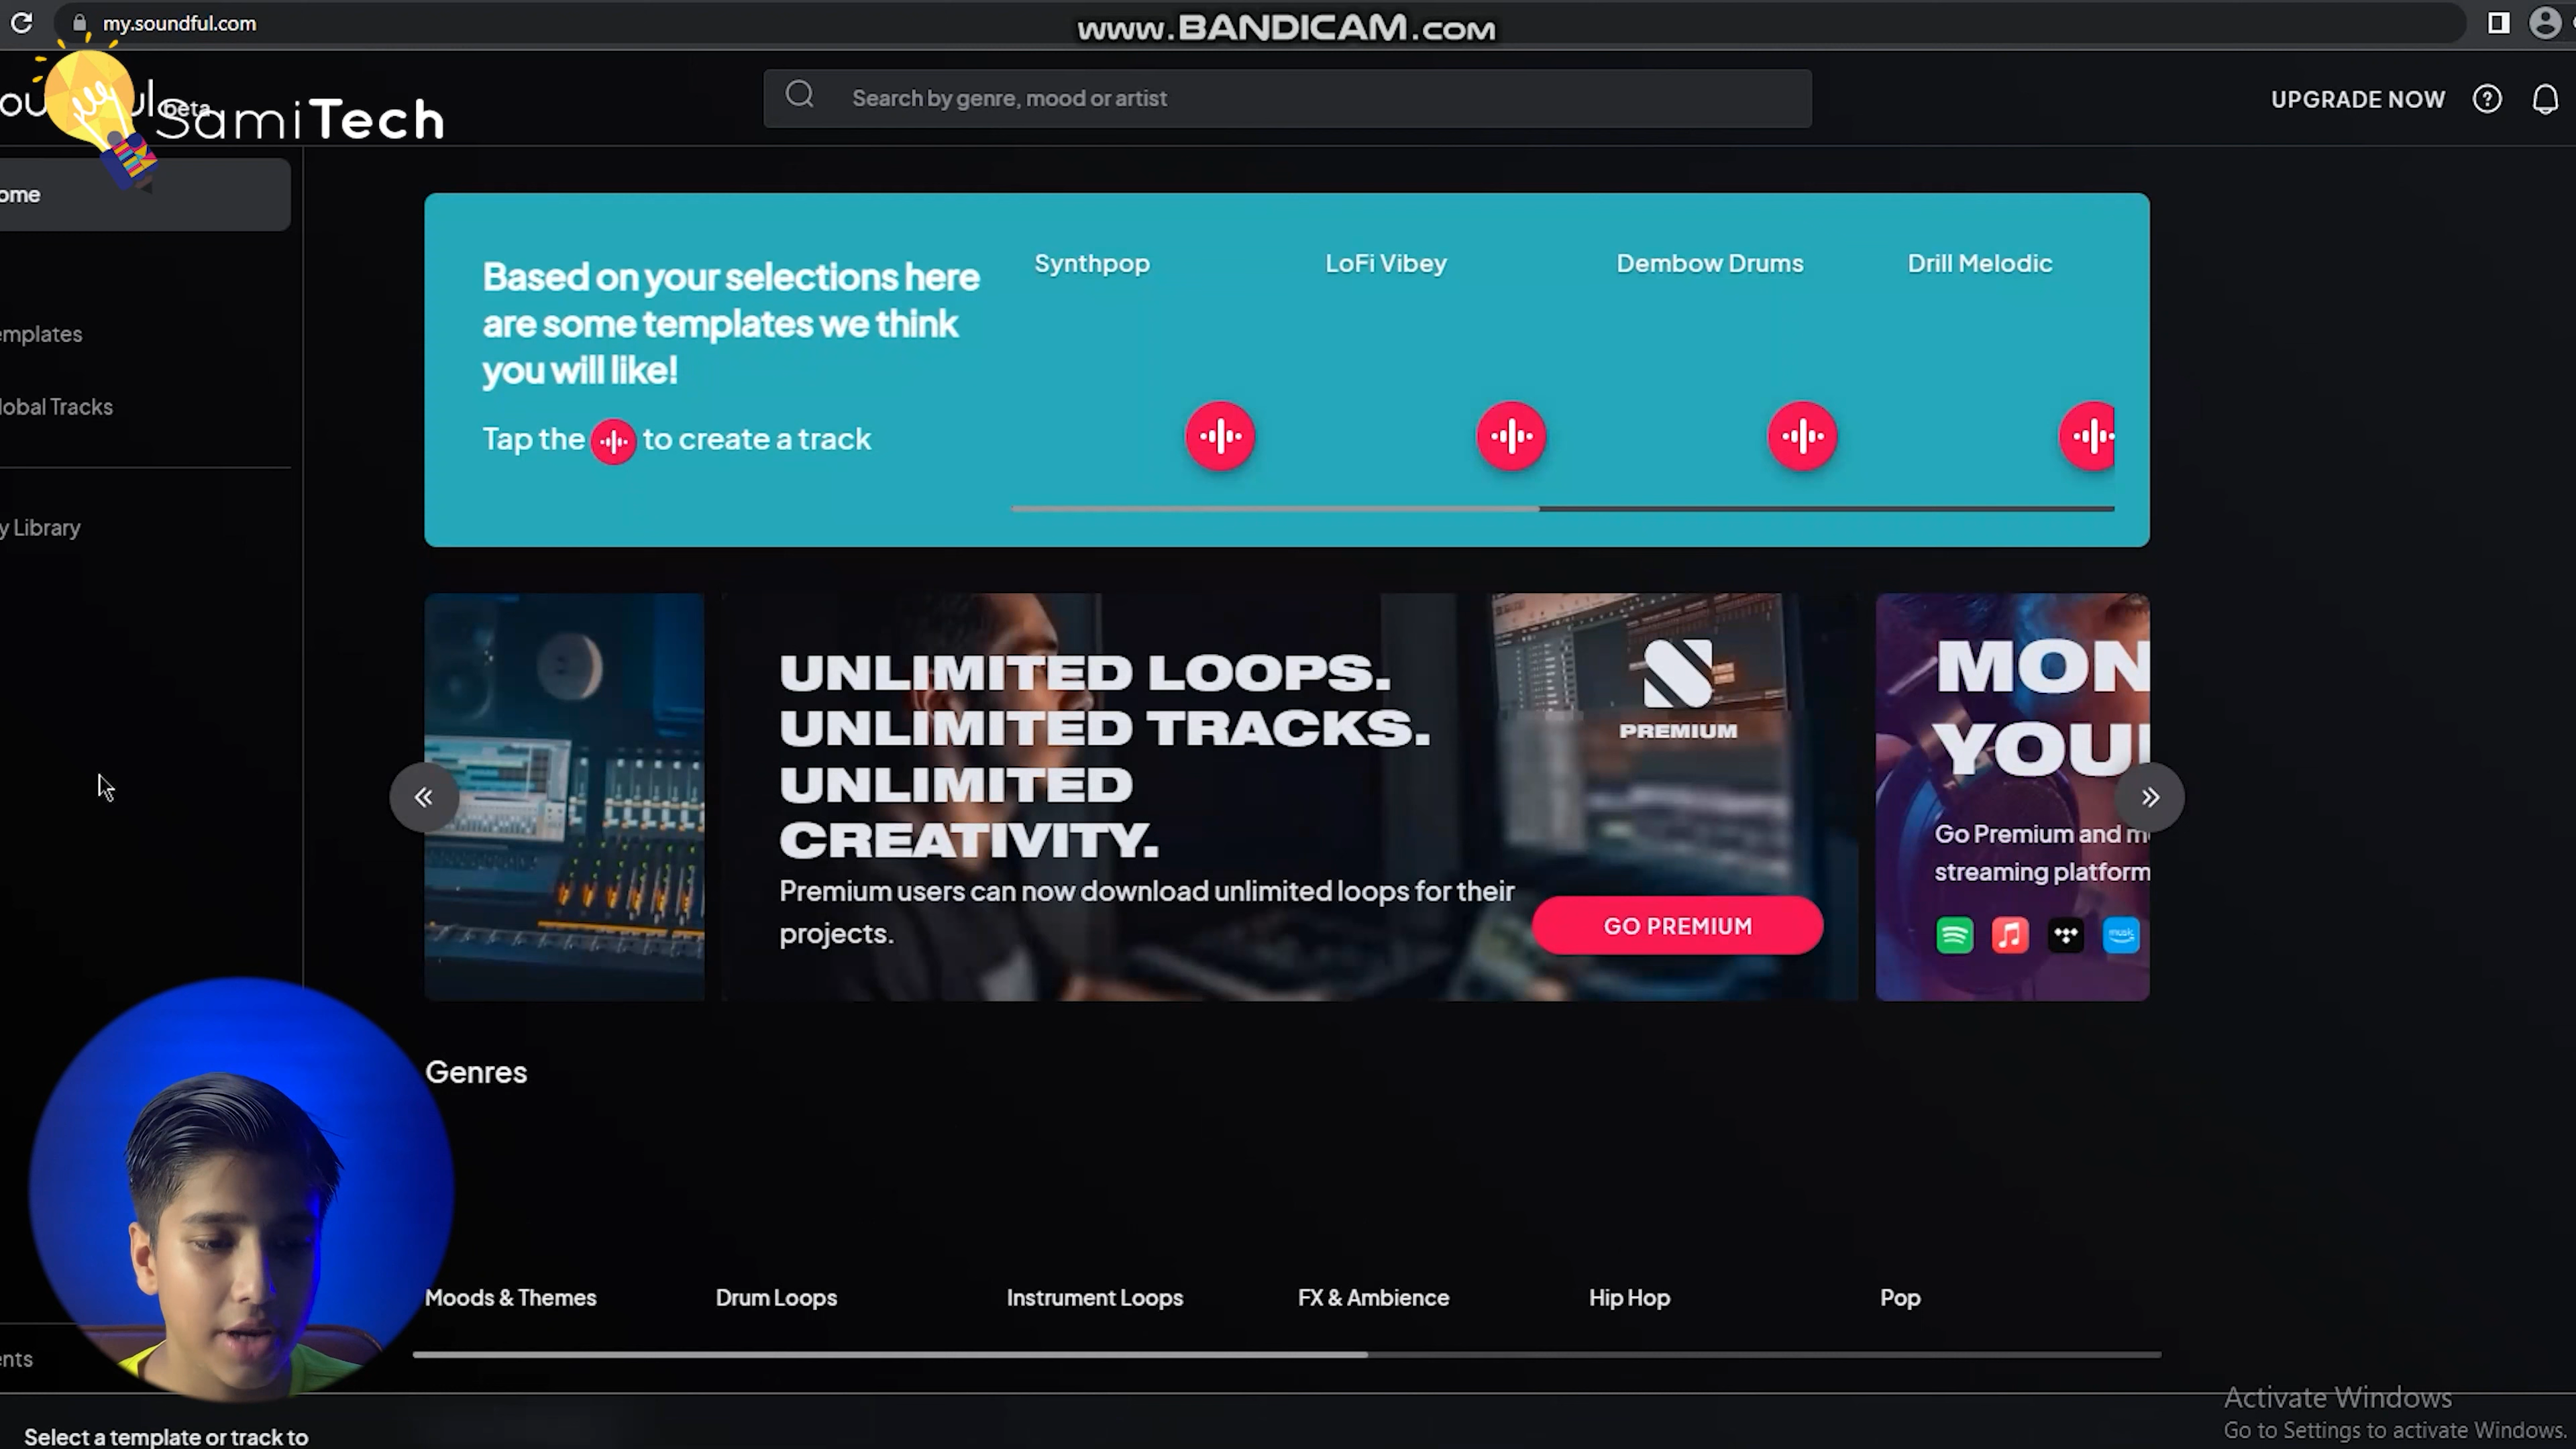 my.soundful.com
www.BANDICAM.com
beta
SamiTech
Search by genre, mood or artist
UPGRADE NOW
ome
emplates
lobal Tracks
y Library
Based on your selections here
are some templates we think
you will like!
Tap the to create a track
Synthpop
LoFi Vibey
Dembow Drums
Drill Melodic
UNLIMITED LOOPS.
UNLIMITED TRACKS.
UNLIMITED
CREATIVITY.
Premium users can now download unlimited loops for their
projects.
PREMIUM
GO PREMIUM
MON
YOU
Go Premium and m
streaming platform
music
Genres
Moods & Themes
Drum Loops
Instrument Loops
FX & Ambience
Hip Hop
Pop
ents
Select a template or track to
Activate Windows
Go to Settings to activate Windows.